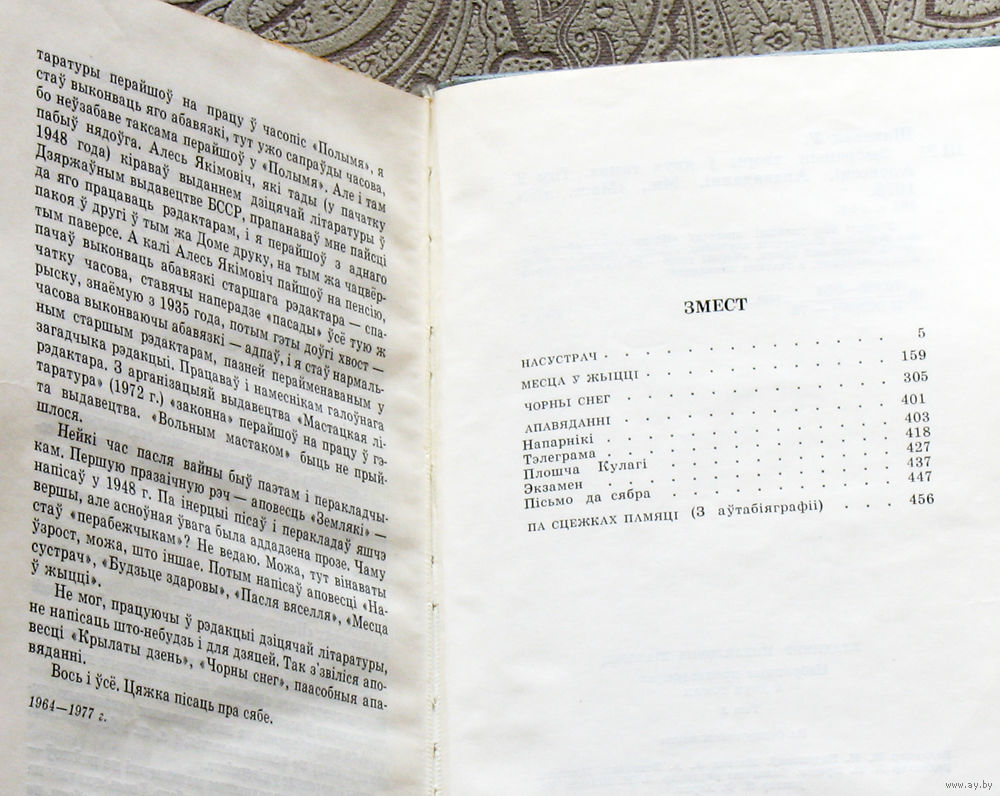 таратуры перайшоў на працу ў часопіс «Полымя», я
стаў выконваць яго абавязкі, тут ужо сапраўды часова,
бо неўзабаве таксама перайшоў у «Полымя». Але і там
пабыў нядоўга. Алесь Якімовіч, які тады (у пачатку
1948 года) кіраваў выданнем дзіцячай літаратуры ў
Дзяржаўным выдавецтве БССР, прапанаваў мне пайсці
да яго працаваць рэдактарам, і я перайшоў з аднаго
пакоя ў другі ў тым жа Доме друку, на тым жа чацвёр-
тым паверсе. А калі Алесь Якімовіч пайшоў на пенсію,
пачаў выконваць абавязкі старшага рэдактара — спа-
чатку часова, ставячы наперадзе «пасады» ўсё тую ж
рыску, знаёмую з 1935 года, потым гэты доўгі хвост —
часова выконваючы абавязкі — адпаў, і я стаў нармаль-
ным старшым рэдактарам, пазней перайменаваным у
загадчыка рэдакцыі. Працаваў і намеснікам галоўнага
рэдактара. З арганізацыяй выдавецтва «Мастацкая лі-
таратура» (1972 г.) «законна» перайшоў на працу ў гэ-
та выдавецтва. «Вольным мастаком» быць не прый-
шлося.
Нейкі час пасля вайны быў паэтам і перакладчы-
кам. Першую празаічную рэч — аповесць «Землякі» —
напісаў у 1948 г. Па інерцыі пісаў і перакладаў яшчэ
вершы, але асноўная ўвага была аддадзена прозе. Чаму
стаў «перабежчыкам»? Не ведаю. Можа, тут вінаваты
ўзрост, можа, што іншае. Потым напісаў аповесці «На-
сустрач», «Будзьце здаровы», «Пасля вяселля», «Месца
ў жыцці».
Не мог, працуючы ў рэдакцыі дзіцячай літаратуры,
не напісаць што-небудзь і для дзяцей. Так з'явіліся апо-
весці «Крылаты дзень», «Чорны снег», паасобныя апа-
вяданні.
Вось і ўсё. Цяжка пісаць пра сябе.
1964—1977 г.
ЗМЕСТ
НАСУСТРАЧ . . . . . . . . . . . . 5
МЕСЦА Ў ЖЫЦЦІ . . . . . . . . . . . 159
ЧОРНЫ СНЕГ . . . . . . . . . . . . 305
АПАВЯДАННІ . . . . . . . . . . . . 401
Напарнікі . . . . . . . . . . . . 403
Тэлеграма . . . . . . . . . . . . 418
Плошча Кулагі . . . . . . . . . . 427
Экзамен . . . . . . . . . . . . 437
Пісьмо да сябра . . . . . . . . . . 447
ПА СЦЕЖКАХ ПАМЯЦІ (З аўтабіяграфіі) . . . 456
www.ay.by